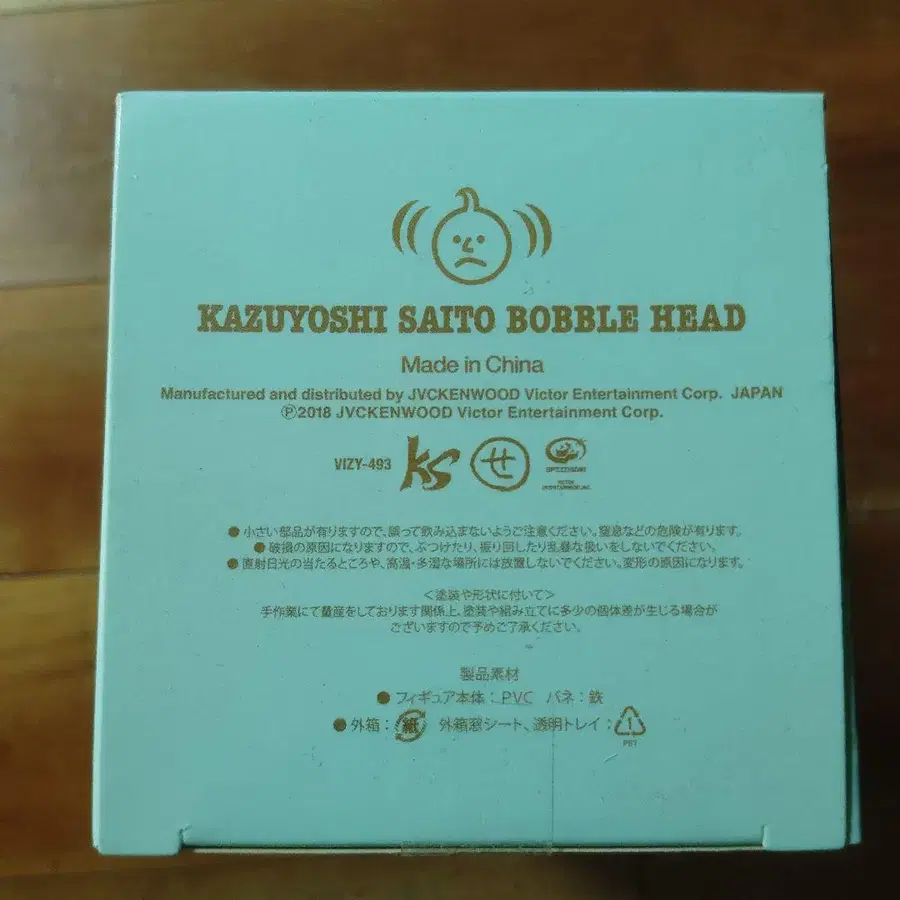 KAZUYOSHI SAITO BOBBLE HEAD
Made in China
Manufactured and distributed by JVCKENWOOD Victor Entertainment Corp. JAPAN
Ⓟ2018 JVCKENWOOD Victor Entertainment Corp.
VIZY-493 ks せ SPEEDSTAR
● 小さい部品が有りますので、誤って飲み込まないようご注意ください。窒息などの危険が有ります。
● 破損の原因になりますので、ぶつけたり、振り回したり乱暴な扱いをしないでください。
● 直射日光の当たるところや、高温・多湿な場所には放置しないでください。変形の原因になります。
<塗装や形状に付いて>
手作業にて量産をしております関係上、塗装や組み立てに多少の個体差が生じる場合が
ございますので予めご了承ください。
製品素材
● フィギュア本体:PVC バネ:鉄
● 外箱:紙 外箱窓シート、透明トレイ:1
PET